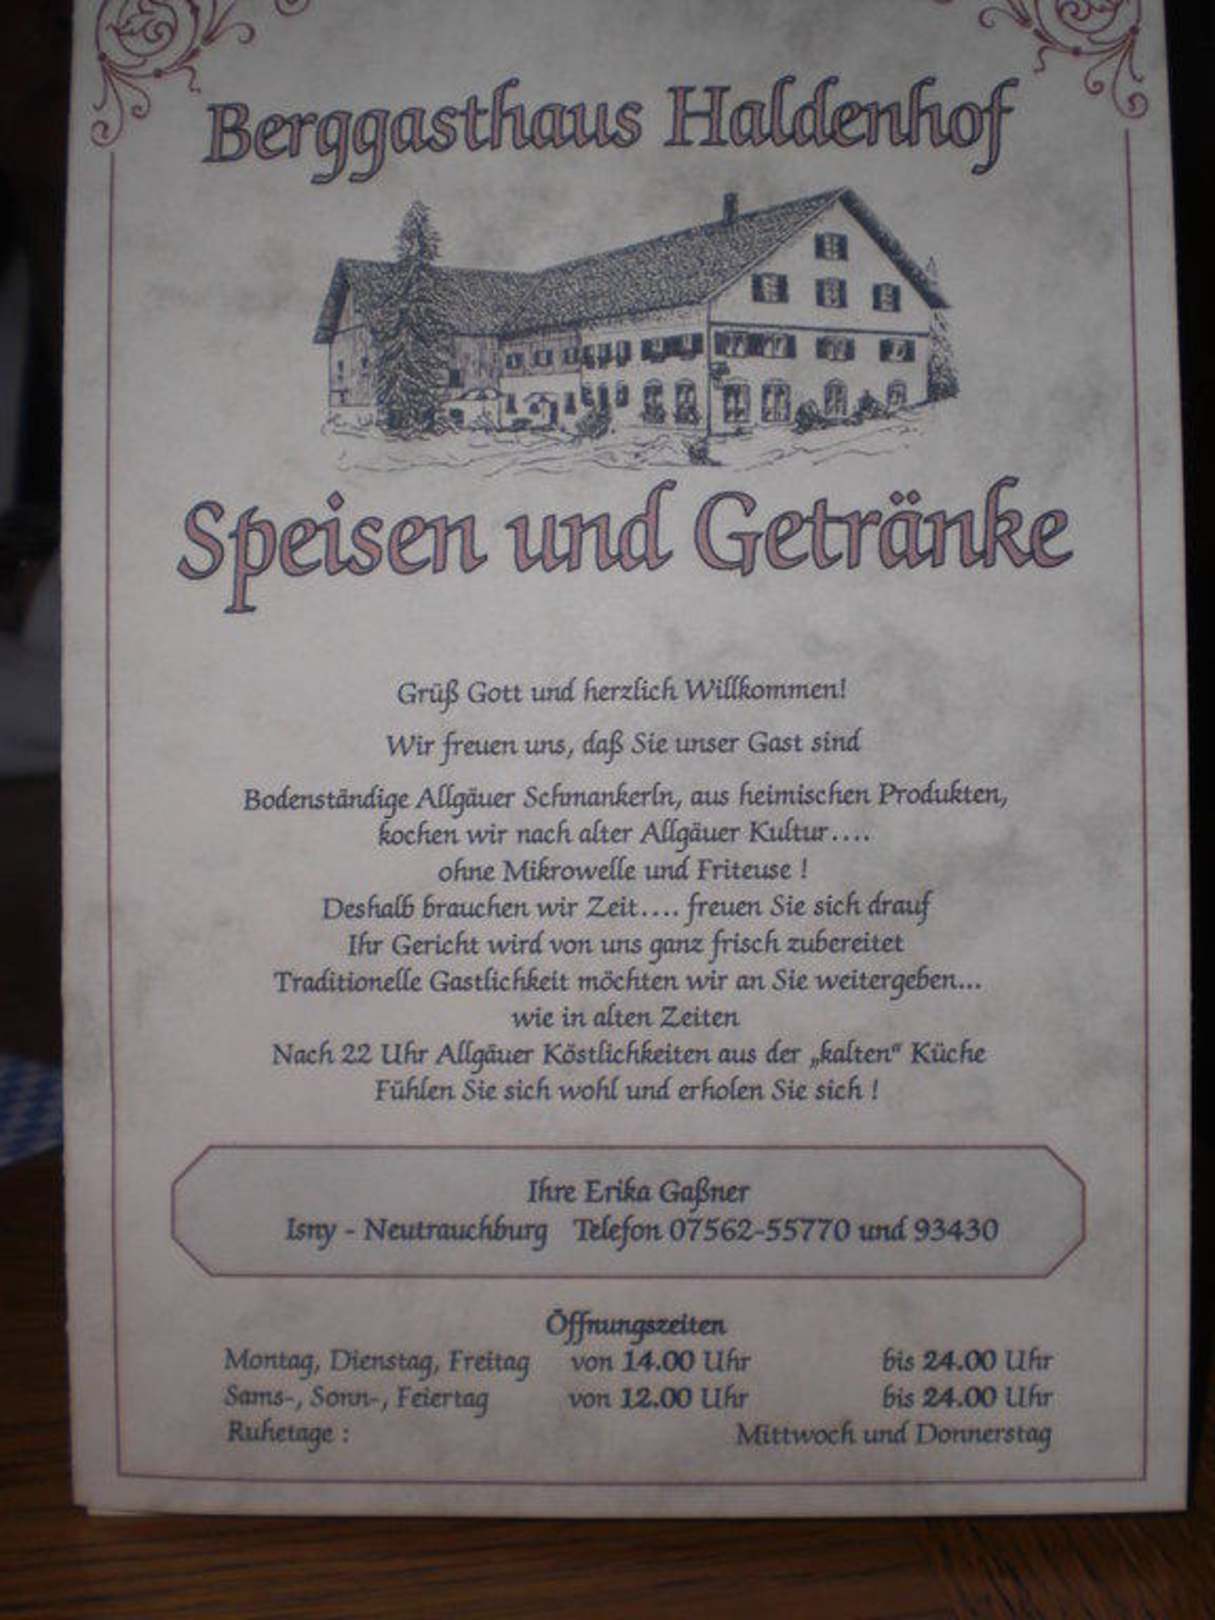 Berggasthaus Haldenhof
Speisen und Getränke
Grüß Gott und herzlich Willkommen!
Wir freuen uns, daß Sie unser Gast sind
Bodenständige Allgäuer Schmankerln, aus heimischen Produkten,
kochen wir nach alter Allgäuer Kultur....
ohne Mikrowelle und Friteuse !
Deshalb brauchen wir Zeit.... freuen Sie sich drauf
Ihr Gericht wird von uns ganz frisch zubereitet
Traditionelle Gastlichkeit möchten wir an Sie weitergeben...
wie in alten Zeiten
Nach 22 Uhr Allgäuer Köstlichkeiten aus der „kalten“ Küche
Fühlen Sie sich wohl und erholen Sie sich !
Ihre Erika Gaßner
Isny - Neutrauchburg Telefon 07562-55770 und 93430
Öffnungszeiten
Montag, Dienstag, Freitag von 14.00 Uhr bis 24.00 Uhr
Sams-, Sonn-, Feiertag von 12.00 Uhr bis 24.00 Uhr
Ruhetage : Mittwoch und Donnerstag